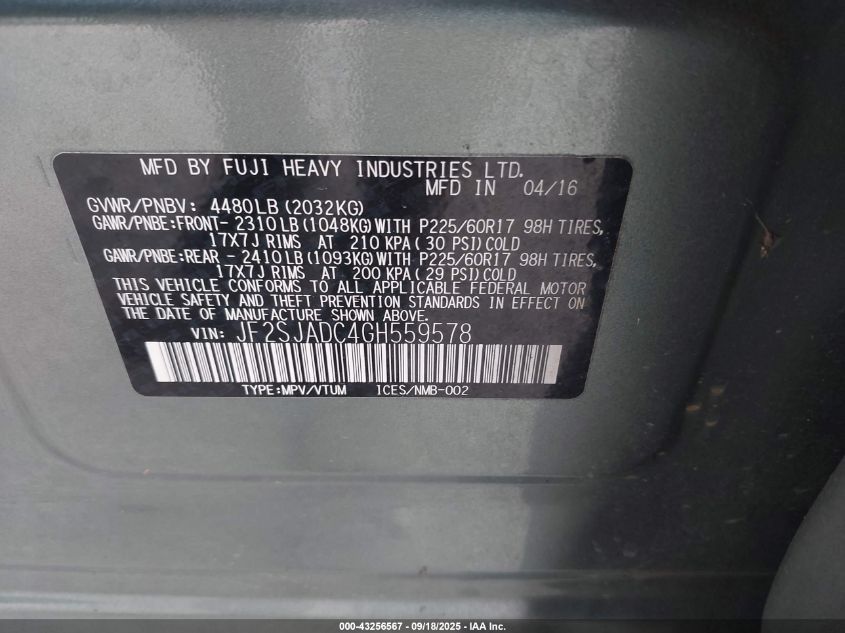 MFD BY FUJI HEAVY INDUSTRIES LTD.
MFD IN 04/16
GVWR/PNBV: 4480LB(2032KG)
GAWR/PNBE:FRONT- 2310LB(1048KG)WITH P225/60R17 98H TIRES,
17X7J RIMS AT 210 KPA(30 PSI)COLD
GAWR/PNBE:REAR - 2410LB(1093KG)WITH P225/60R17 98H TIRES,
17X7J RIMS AT 200 KPA(29 PSI)COLD
THIS VEHICLE CONFORMS TO ALL APPLICABLE FEDERAL MOTOR
VEHICLE SAFETY AND THEFT PREVENTION STANDARDS IN EFFECT ON
THE DATE OF MANUFACTURE SHOWN ABOVE.
VIN: JF2SJADC4GH559578
TYPE:MPV/VTUM ICES/NMB-002
000-43256567 - 09/18/2025 - IAA Inc.